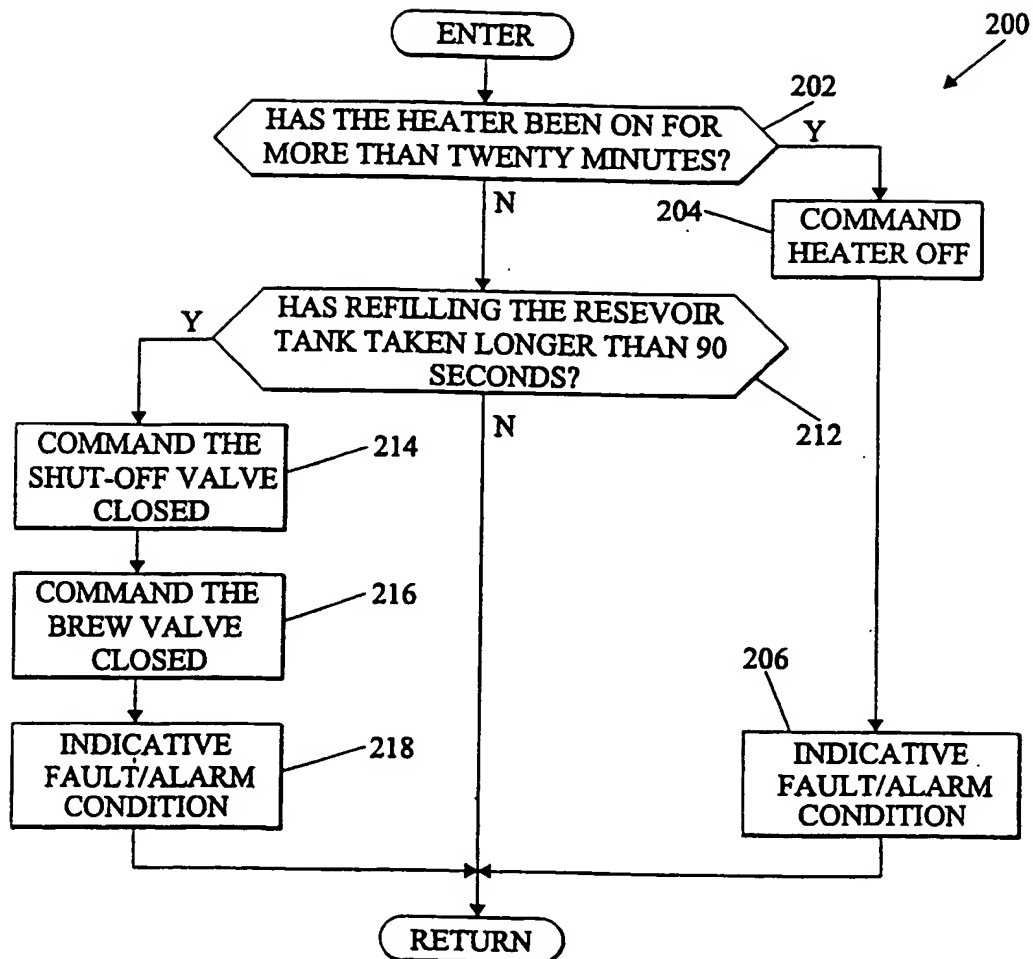 ENTER
200
202
HAS THE HEATER BEEN ON FOR
MORE THAN TWENTY MINUTES?
Y
N
204
COMMAND
HEATER OFF
HAS REFILLING THE RESEVOIR
TANK TAKEN LONGER THAN 90
SECONDS?
Y
N
212
COMMAND THE
SHUT-OFF VALVE
CLOSED
214
COMMAND THE
BREW VALVE
CLOSED
216
206
INDICATIVE
FAULT/ALARM
CONDITION
218
INDICATIVE
FAULT/ALARM
CONDITION
RETURN